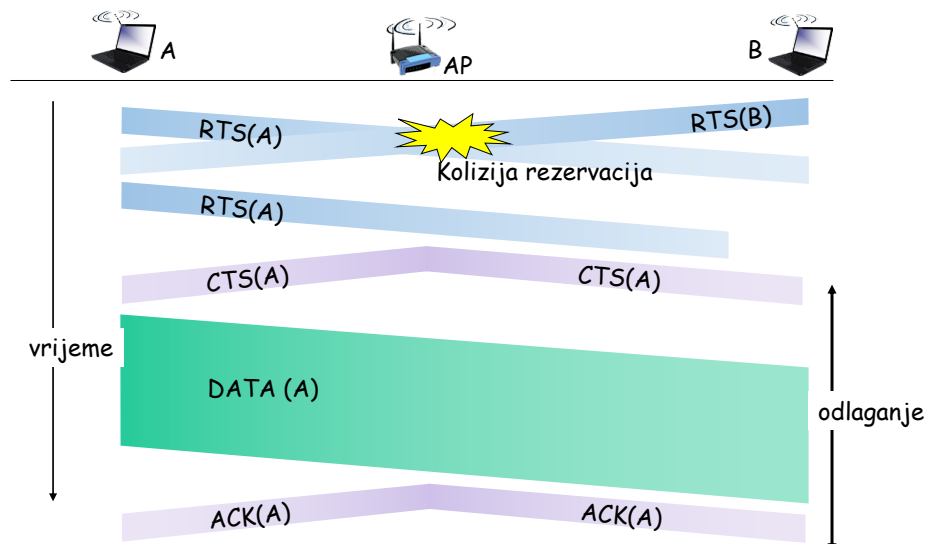 A
AP
B
RTS(A)
RTS(B)
Kolizija rezervacija
RTS(A)
CTS(A)
CTS(A)
vrijeme
DATA (A)
odlaganje
ACK(A)
ACK(A)